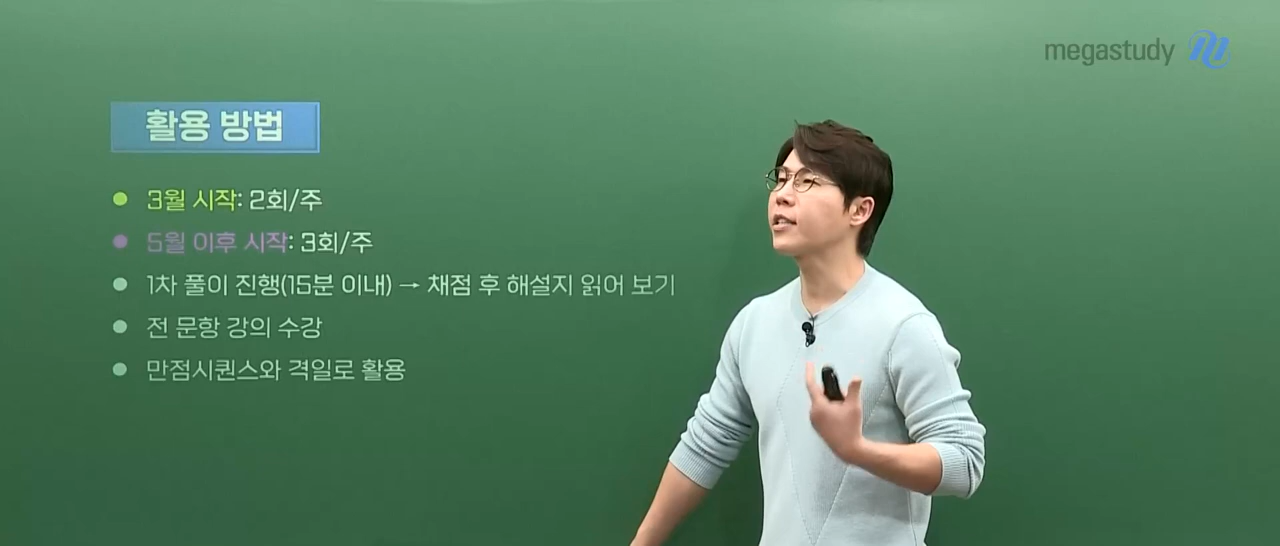 megastudy
활용 방법
3월 시작: 2회/주
5월 이후 시작: 3회/주
1차 풀이 진행(15분 이내) → 채점 후 해설지 읽어 보기
전 문항 강의 수강
만점시퀀스와 격일로 활용